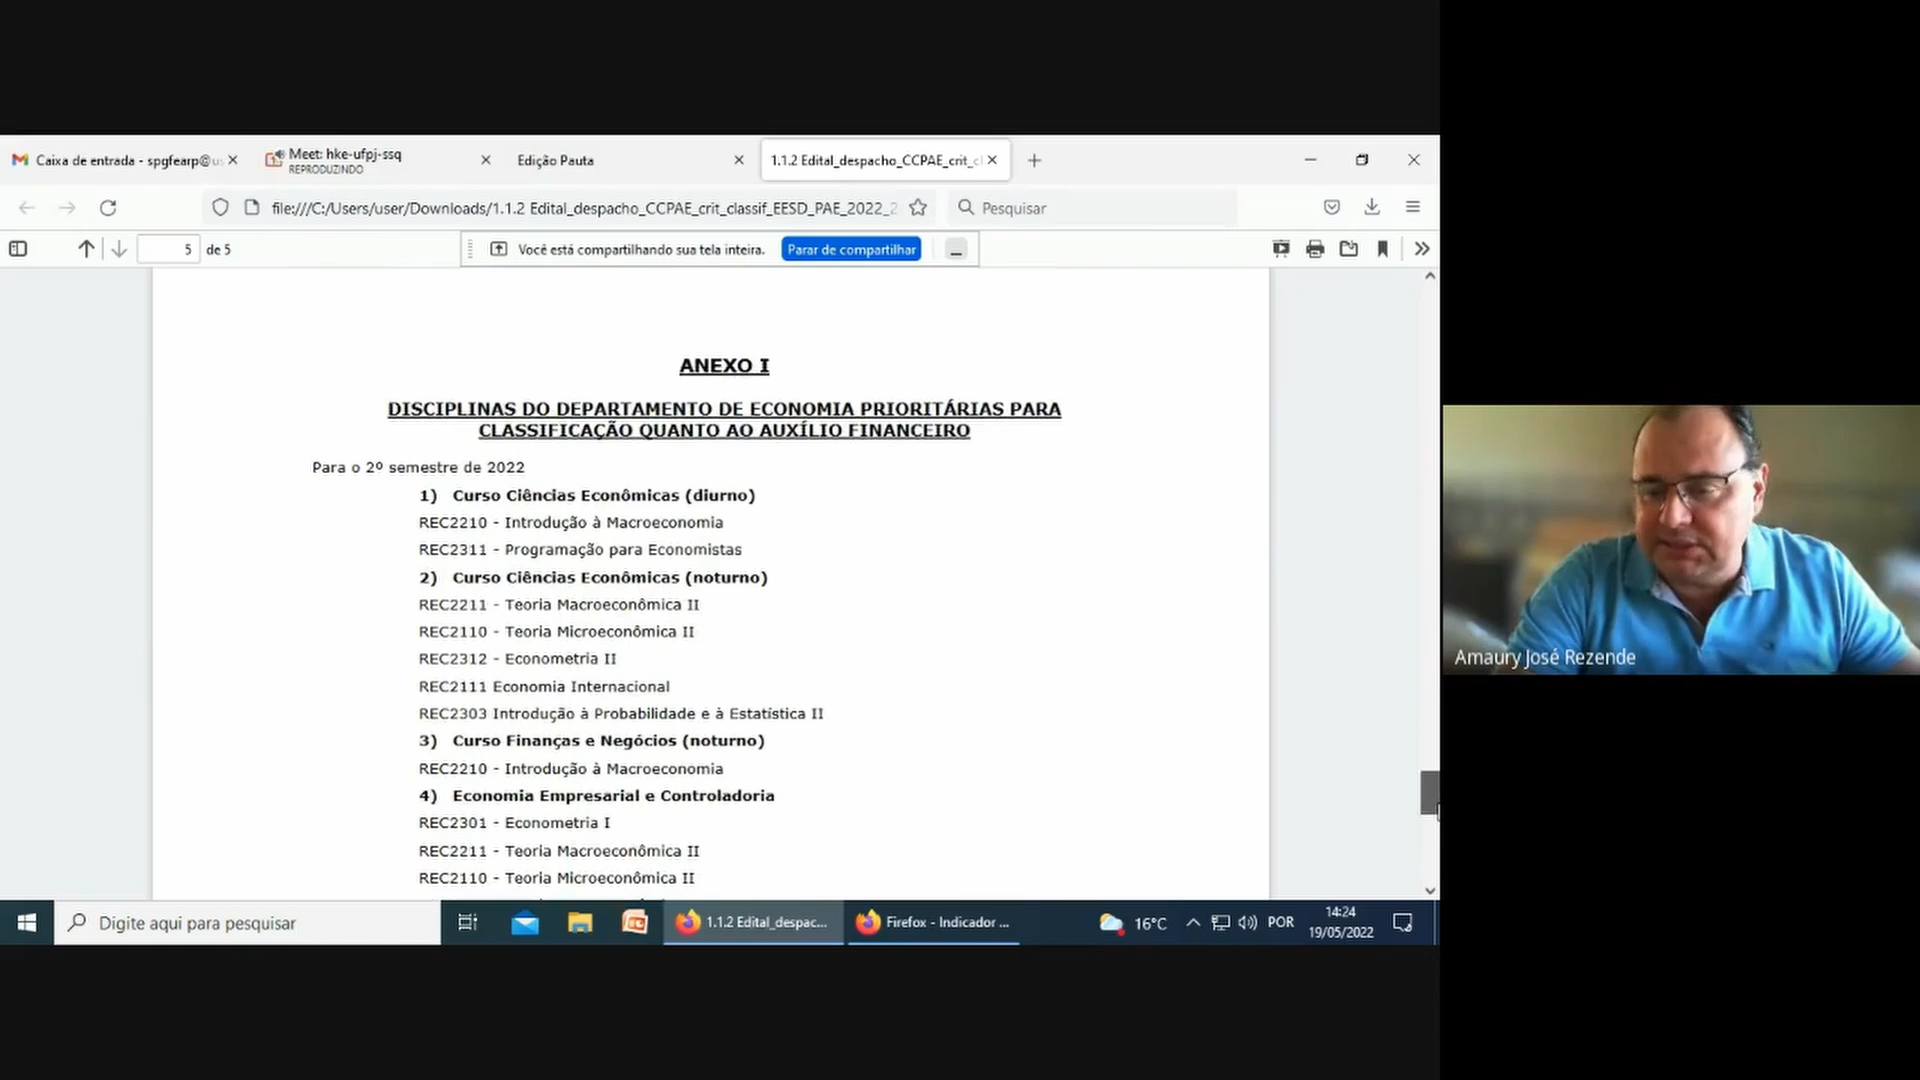 Caixa de entrada - spgfearp@us
Meet: hke-ufpj-ssq
REPRODUZINDO
Edição Pauta
1.1.2 Edital_despacho_CCPAE_crit_c
file:///C:/Users/user/Downloads/1.1.2 Edital_despacho_CCPAE_crit_classif_EESD_PAE_2022_2
Pesquisar
5 de 5
Você está compartilhando sua tela inteira.
Parar de compartilhar
ANEXO I
DISCIPLINAS DO DEPARTAMENTO DE ECONOMIA PRIORITÁRIAS PARA
CLASSIFICAÇÃO QUANTO AO AUXÍLIO FINANCEIRO
Para o 2º semestre de 2022
1) Curso Ciências Econômicas (diurno)
REC2210 - Introdução à Macroeconomia
REC2311 - Programação para Economistas
2) Curso Ciências Econômicas (noturno)
REC2211 - Teoria Macroeconômica II
REC2110 - Teoria Microeconômica II
REC2312 - Econometria II
REC2111 Economia Internacional
REC2303 Introdução à Probabilidade e à Estatística II
3) Curso Finanças e Negócios (noturno)
REC2210 - Introdução à Macroeconomia
4) Economia Empresarial e Controladoria
REC2301 - Econometria I
REC2211 - Teoria Macroeconômica II
REC2110 - Teoria Microeconômica II
Amaury José Rezende
Digite aqui para pesquisar
1.1.2 Edital_despac...
Firefox - Indicador ...
16°C
POR
14:24
19/05/2022